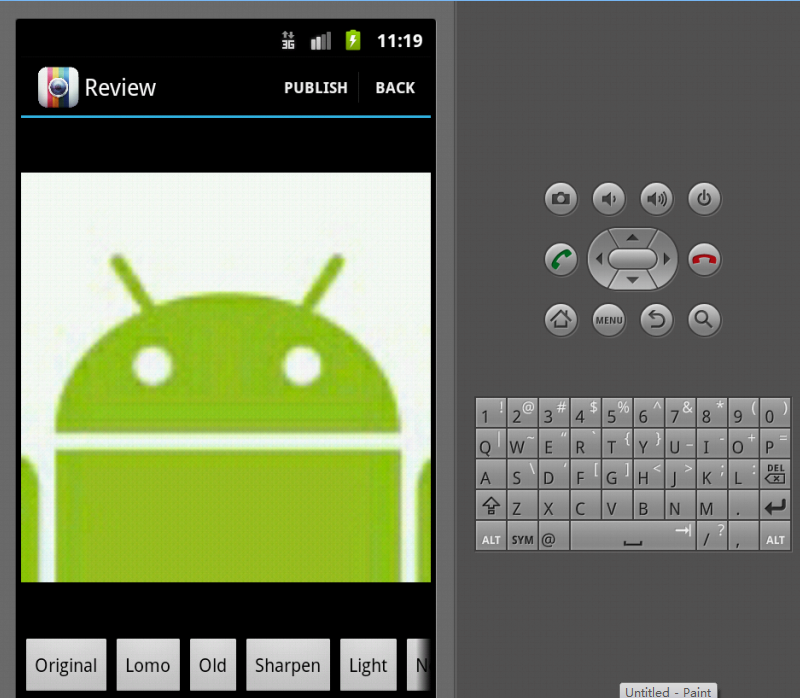 3G 11:19
Review PUBLISH BACK
MENU
1 ! 2 @ 3 # 4 $ 5 % 6 ^ 7 & 8 * 9 ( 0 )
Q | W ~ E “ R ` T { Y } U _ I - O + P =
A S \ D ‘ F [ G ] H < J > K ; L : DEL
Z X C V B N M .
ALT SYM @ / ? , ALT
Original Lomo Old Sharpen Light N
Untitled - Paint